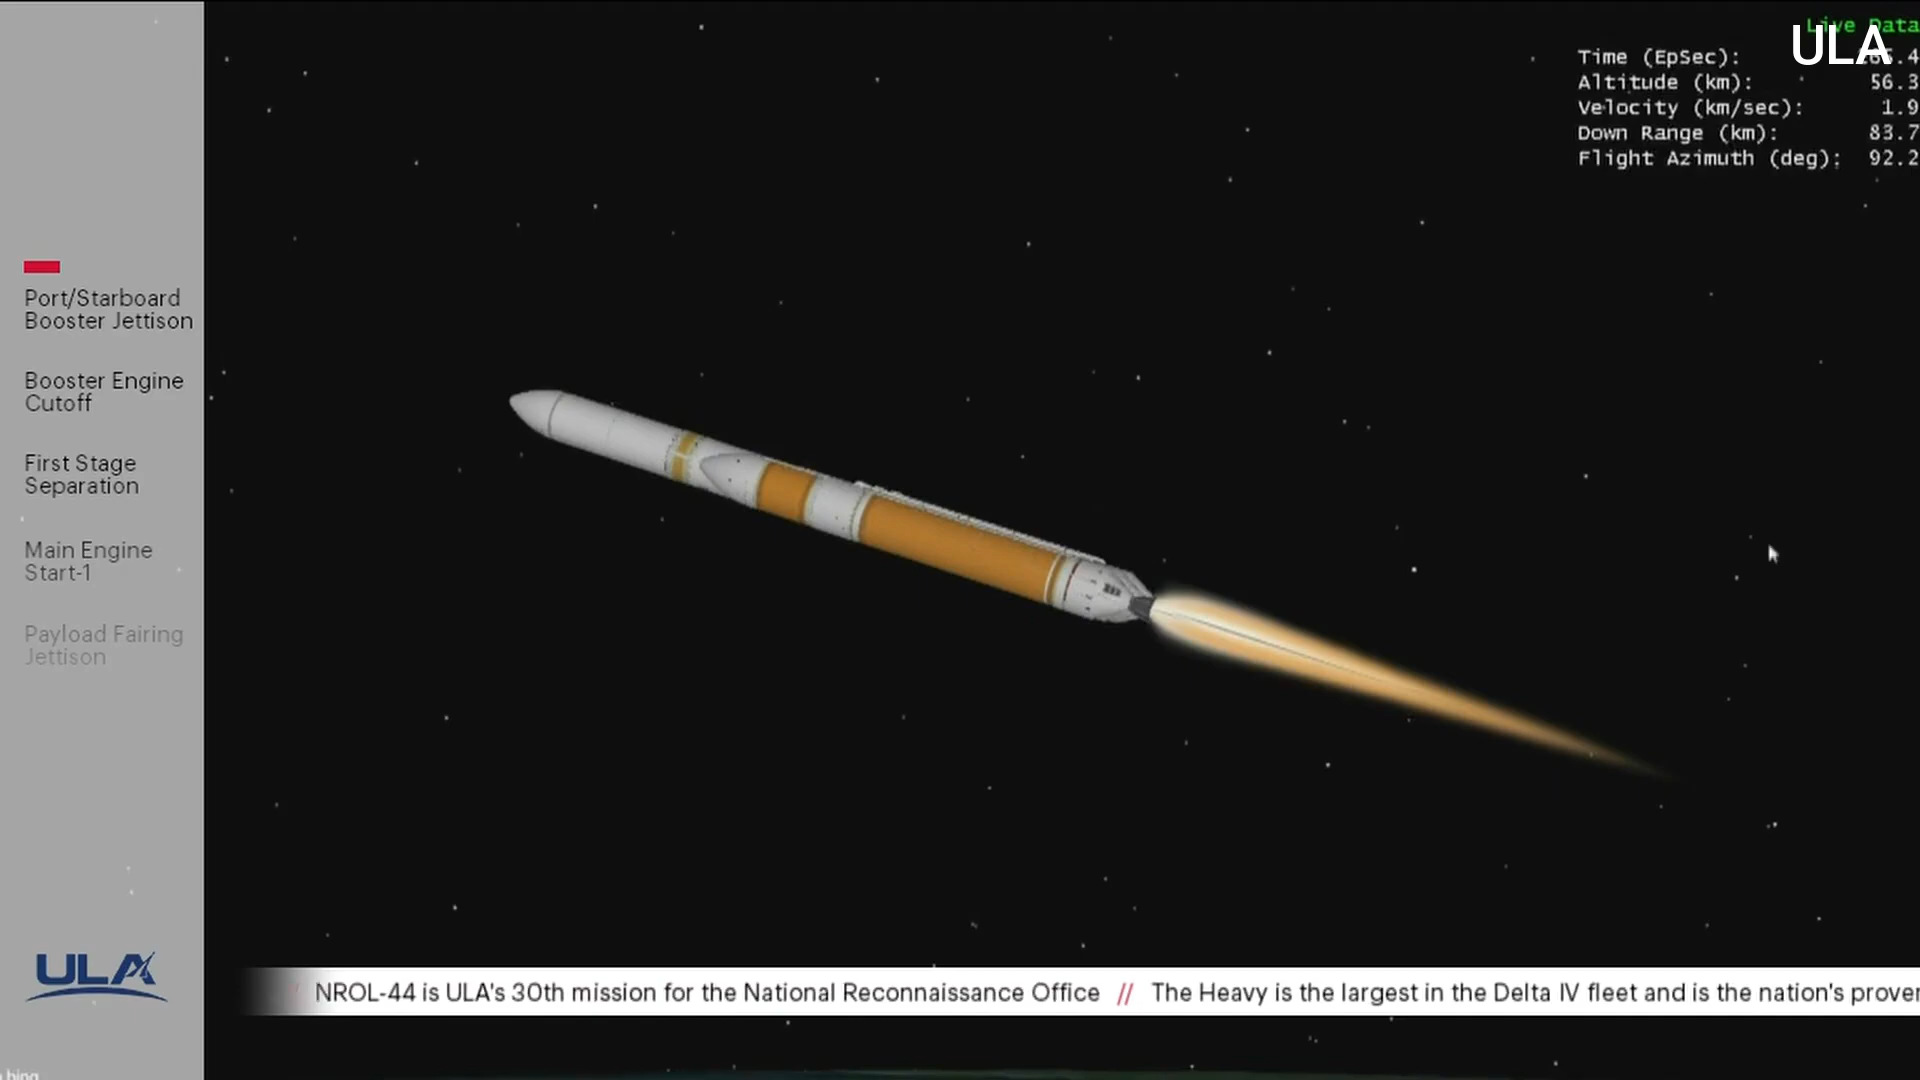 Live Data
ULA
Time (EpSec):
Altitude (km): 56.3
Velocity (km/sec): 1.9
Down Range (km): 83.7
Flight Azimuth (deg): 92.2
Port/Starboard
Booster Jettison
Booster Engine
Cutoff
First Stage
Separation
Main Engine
Start-1
Payload Fairing
Jettison
ULA
NROL-44 is ULA's 30th mission for the National Reconnaissance Office // The Heavy is the largest in the Delta IV fleet and is the nation's proven